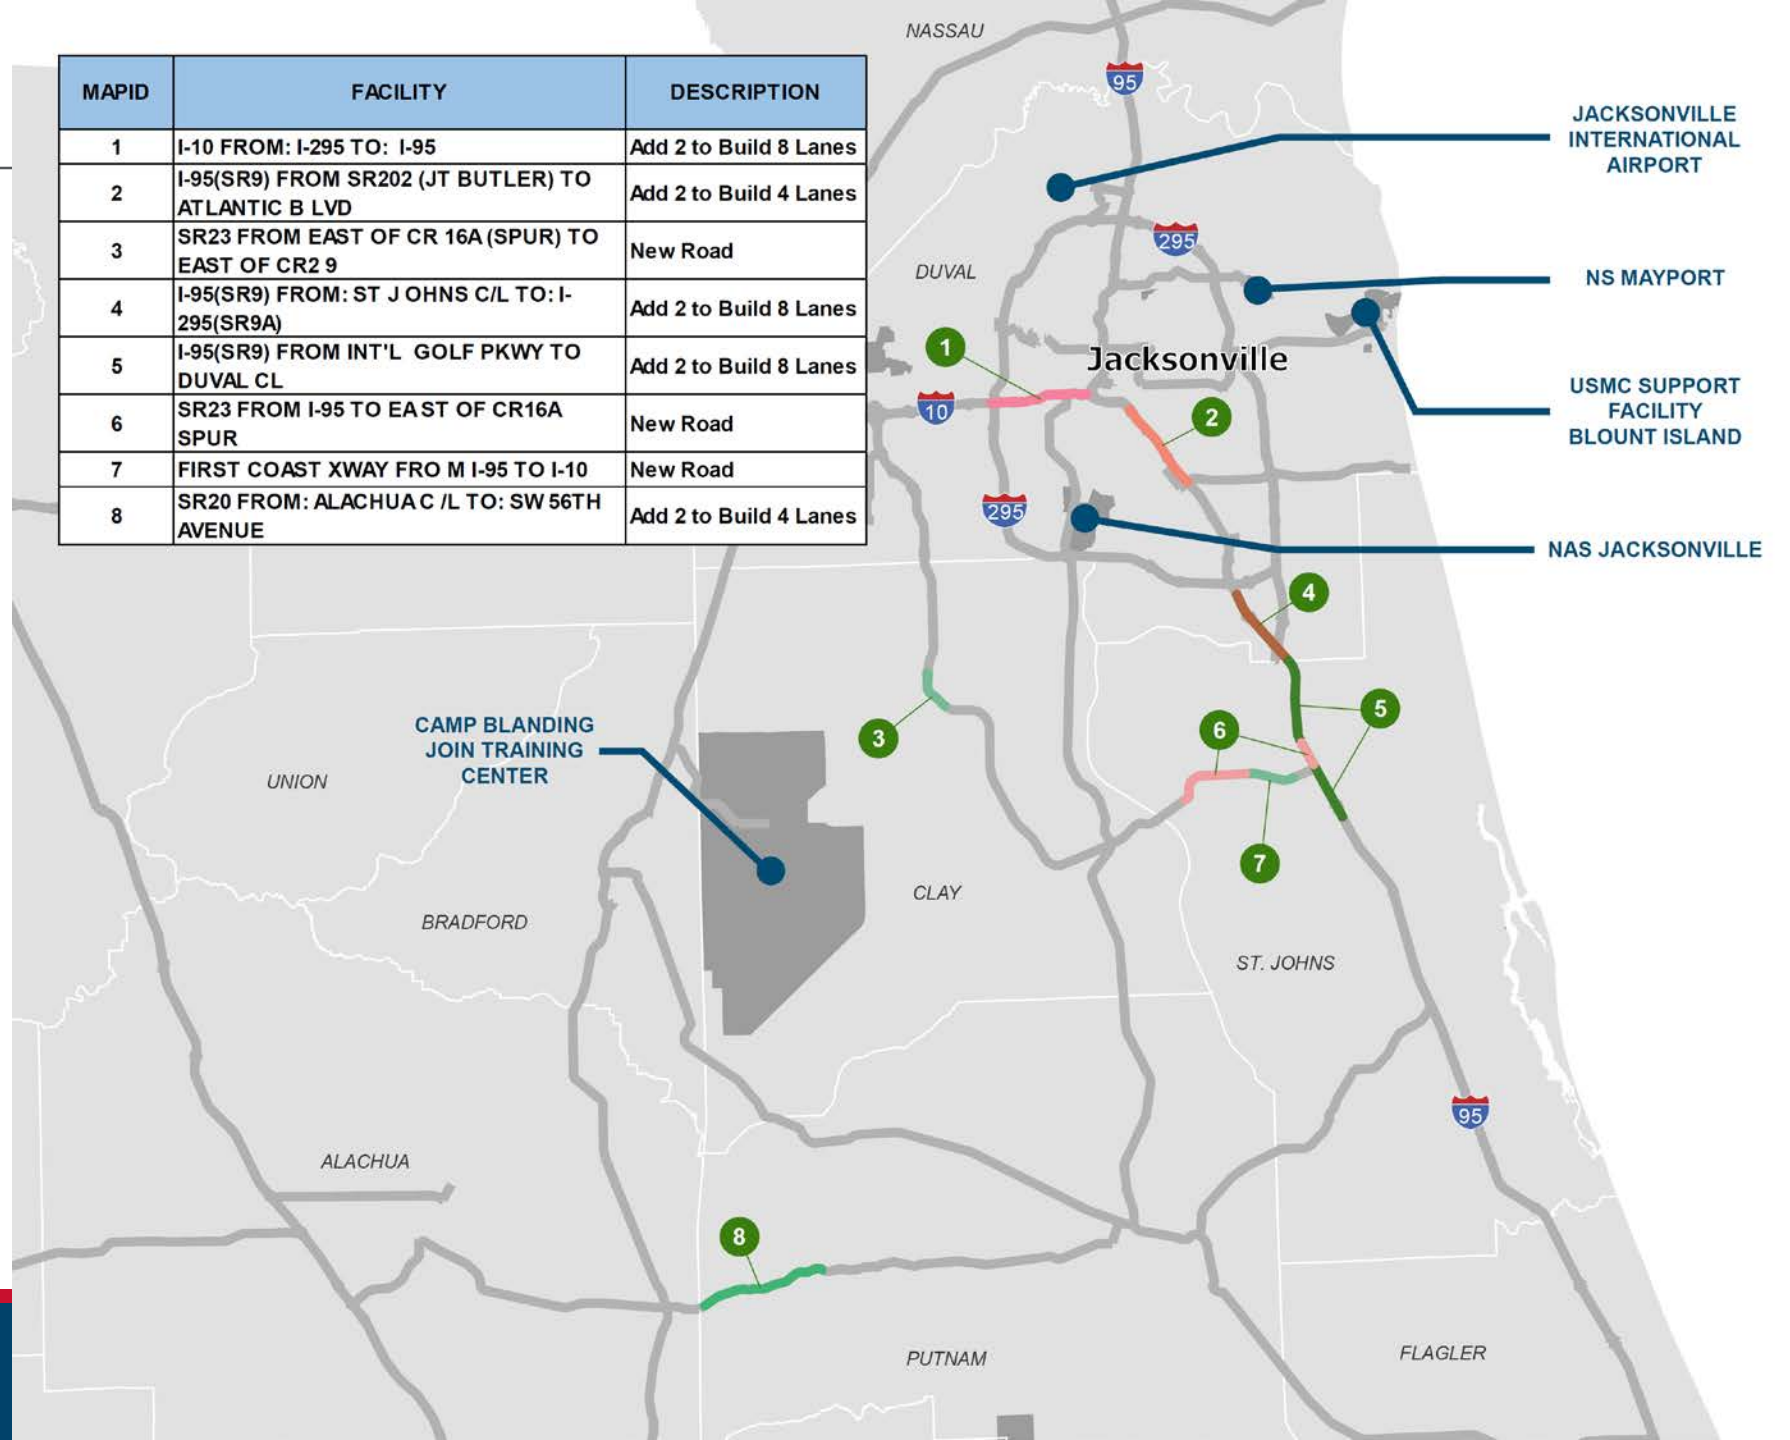 MAPID FACILITY DESCRIPTION
1 I-10 FROM: I-295 TO: I-95 Add 2 to Build 8 Lanes
2 I-95(SR9) FROM SR202 (JT BUTLER) TO
ATLANTIC B LVD Add 2 to Build 4 Lanes
3 SR23 FROM EAST OF CR 16A (SPUR) TO
EAST OF CR2 9 New Road
4 I-95(SR9) FROM: ST J OHNS C/L TO: I-
295(SR9A) Add 2 to Build 8 Lanes
5 I-95(SR9) FROM INT'L GOLF PKWY TO
DUVAL CL Add 2 to Build 8 Lanes
6 SR23 FROM I-95 TO EAST OF CR16A
SPUR New Road
7 FIRST COAST XWAY FRO M I-95 TO I-10 New Road
8 SR20 FROM: ALACHUA C /L TO: SW 56TH
AVENUE Add 2 to Build 4 Lanes
NASSAU
95
JACKSONVILLE
INTERNATIONAL
AIRPORT
295
DUVAL
NS MAYPORT
1
Jacksonville
10
2
USMC SUPPORT
FACILITY
BLOUNT ISLAND
295
NAS JACKSONVILLE
4
3
5
6
CAMP BLANDING
JOIN TRAINING
CENTER
UNION
7
CLAY
BRADFORD
ST. JOHNS
95
ALACHUA
8
PUTNAM
FLAGLER